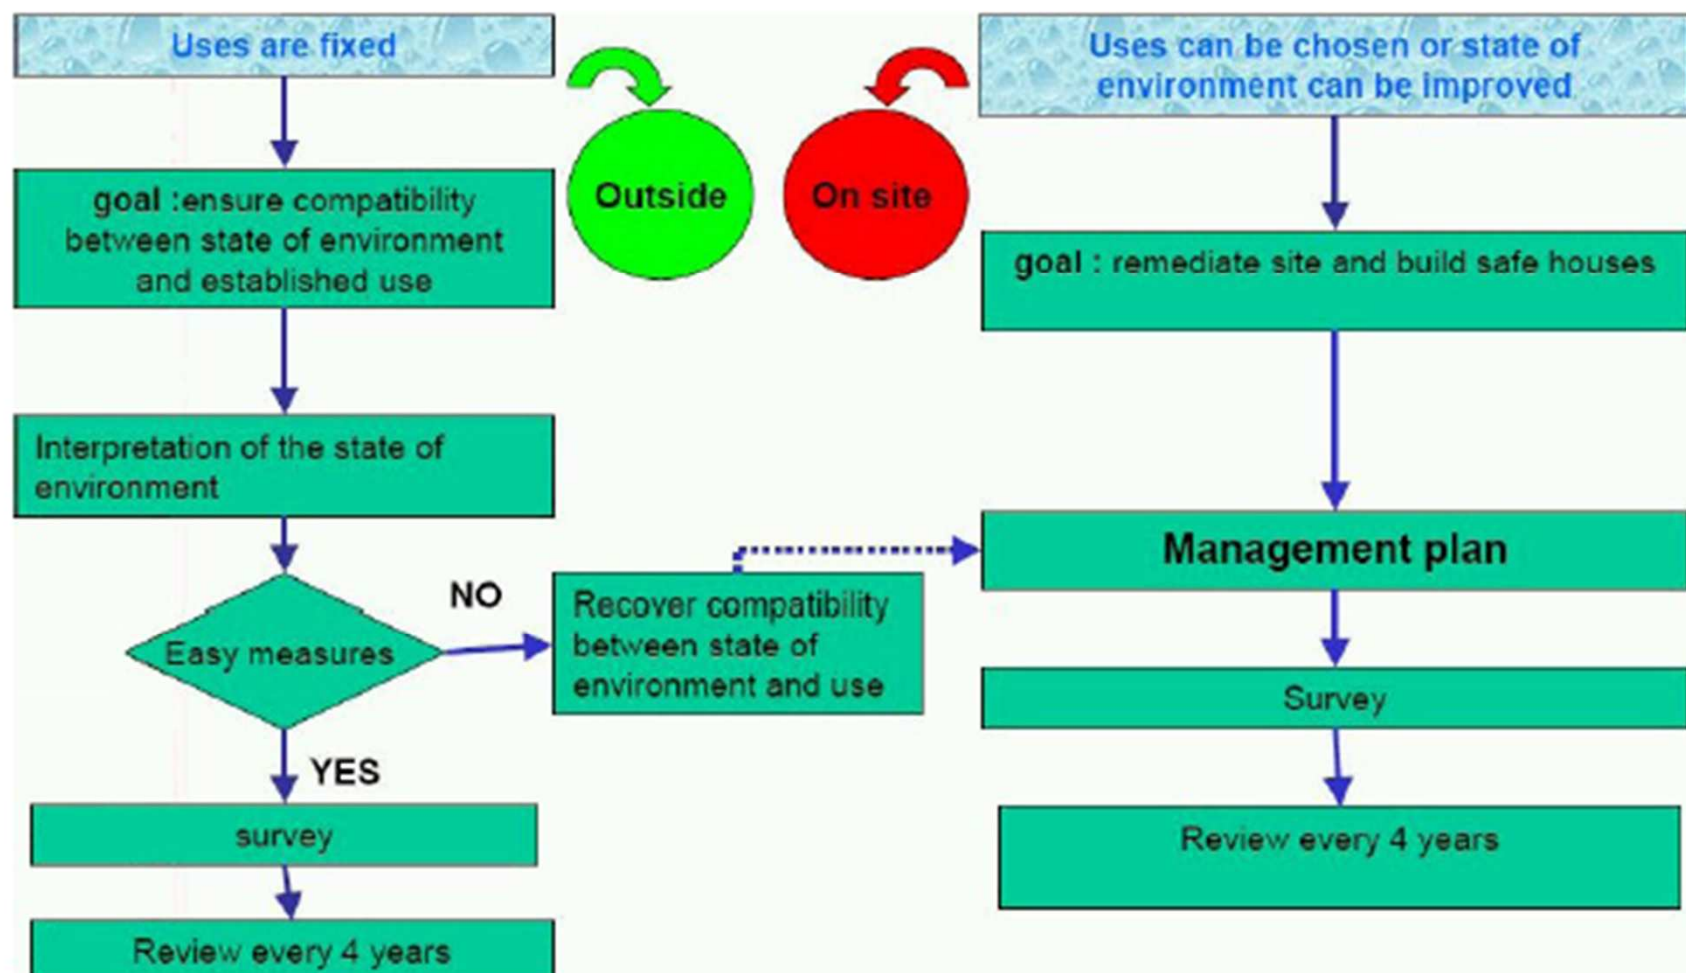 Uses are fixed
goal :ensure compatibility
between state of environment
and established use
Interpretation of the state of
environment
Easy measures
NO
YES
survey
Review every 4 years
Recover compatibility
between state of
environment and use
Outside
On site
Uses can be chosen or state of
environment can be improved
goal : remediate site and build safe houses
Management plan
Survey
Review every 4 years